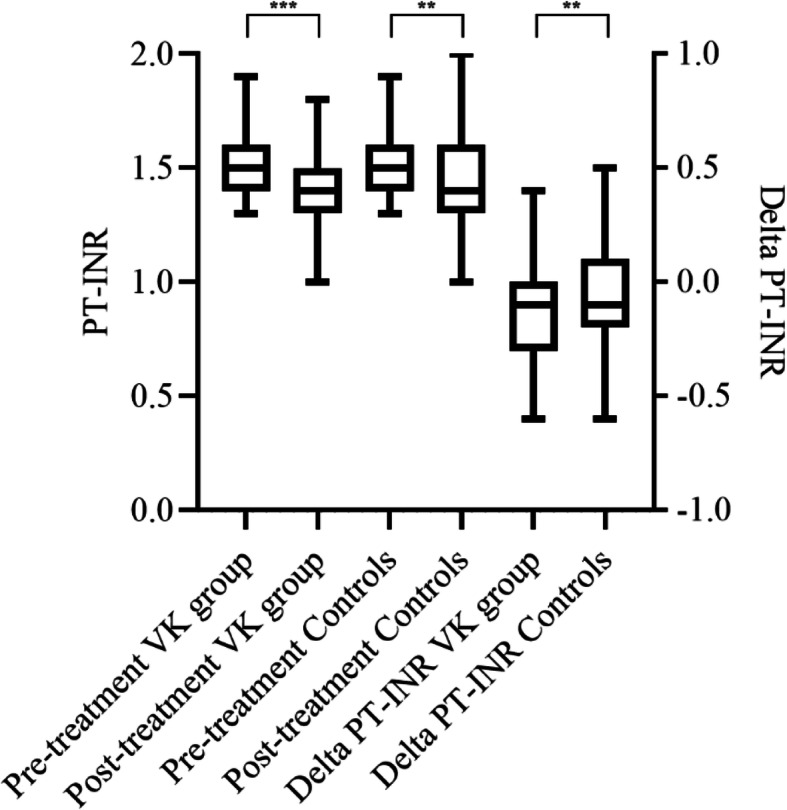 *** ** **
2.0
1.5
1.0
0.5
0.0
PT-INR
1.0
0.5
0.0
-0.5
-1.0
Delta PT-INR
Pre-treatment VK group
Post-treatment VK group
Pre-treatment Controls
Post-treatment Controls
Delta PT-INR VK group
Delta PT-INR Controls